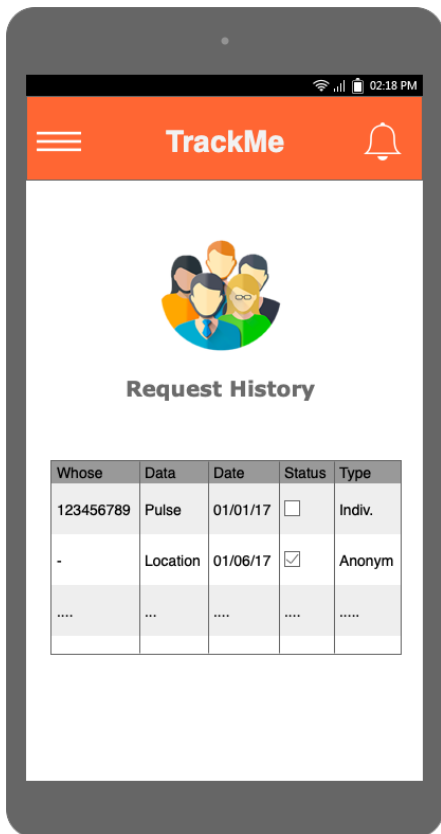 02:18 PM
TrackMe
Request History
Whose Data Date Status Type
123456789 Pulse 01/01/17 Indiv.
- Location 01/06/17 Anonym
.... ... .... .... .....